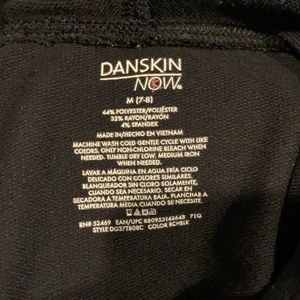 DANSKIN
NOW®
M (7-8)
64% POLYESTER/POLIÉSTER
32% RAYON/RAYÓN
4% SPANDEX
MADE IN/HECHO EN VIETNAM
MACHINE WASH COLD GENTLE CYCLE WITH LIKE
COLORS. ONLY NON-CHLORINE BLEACH WHEN
NEEDED. TUMBLE DRY LOW. MEDIUM IRON
WHEN NEEDED.
LAVAR A MÁQUINA EN AGUA FRÍA CICLO
DELICADO CON COLORES SIMILARES.
BLANQUEADOR SIN CLORO SOLAMENTE
CUANDO SEA NECESARIO. SECAR EN
SECADORA A TEMPERATURA BAJA. PLANCHAR A
TEMPERATURA MEDIA CUANDO SE NECESITE.
RN# 52469 EAN/UPC
STYLE COLOR RCHBLK